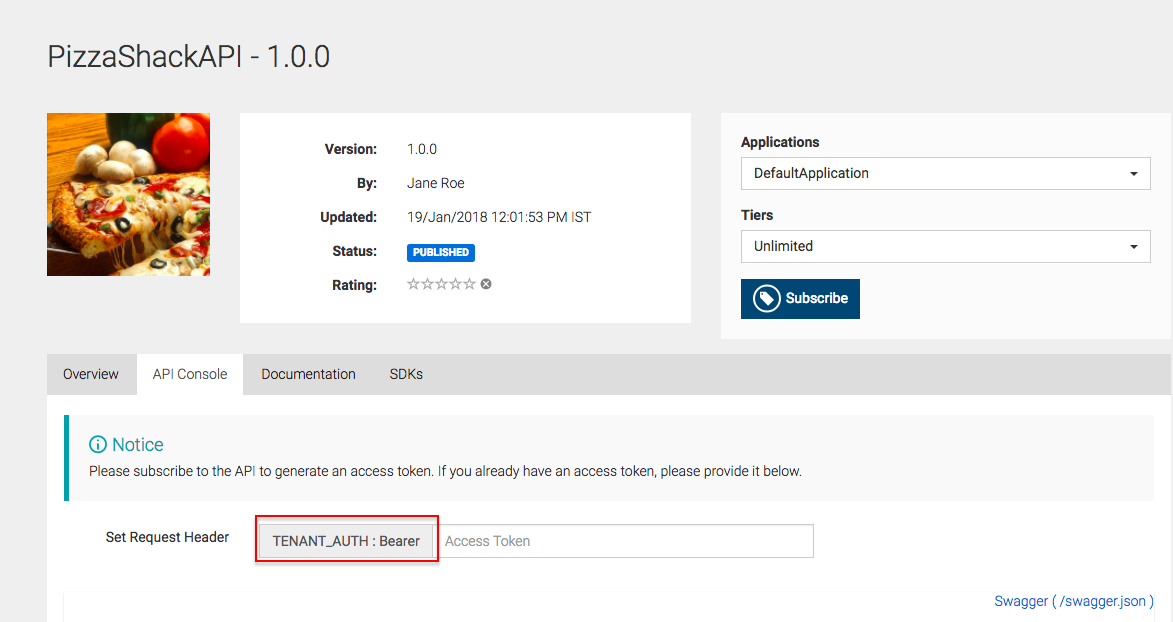 PizzaShackAPI - 1.0.0
Version: 1.0.0
By: Jane Roe
Updated: 19/Jan/2018 12:01:53 PM IST
Status: PUBLISHED
Rating:
Applications
DefaultApplication
Tiers
Unlimited
Subscribe
Overview API Console Documentation SDKs
Notice
Please subscribe to the API to generate an access token. If you already have an access token, please provide it below.
Set Request Header TENANT_AUTH : Bearer Access Token
Swagger ( /swagger.json )